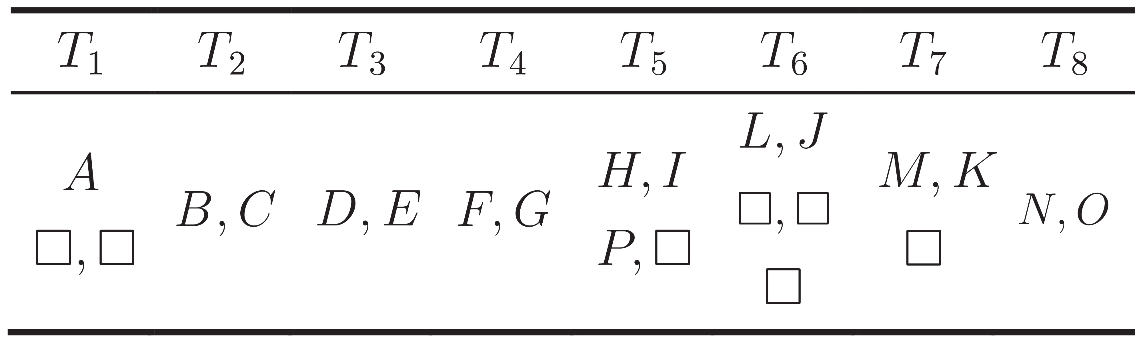 T₁ T₂ T₃ T₄ T₅ T₆ T₇ T₈
A
□, □
B, C
D, E
F, G
H, I
P, □
L, J
□, □
□
M, K
□
N, O